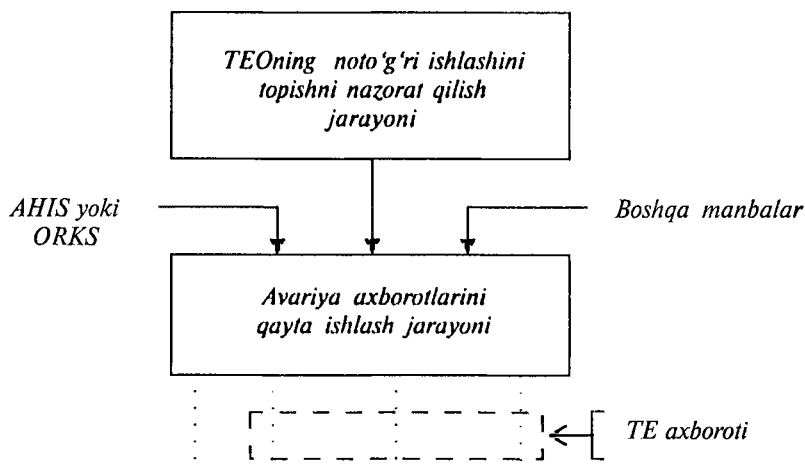 TEOning noto‘g‘ri ishlashini
topishni nazorat qilish
jarayoni
AHIS yoki
ORKS
Boshqa manbalar
Avariya axborotlarini
qayta ishlash jarayoni
TE axboroti